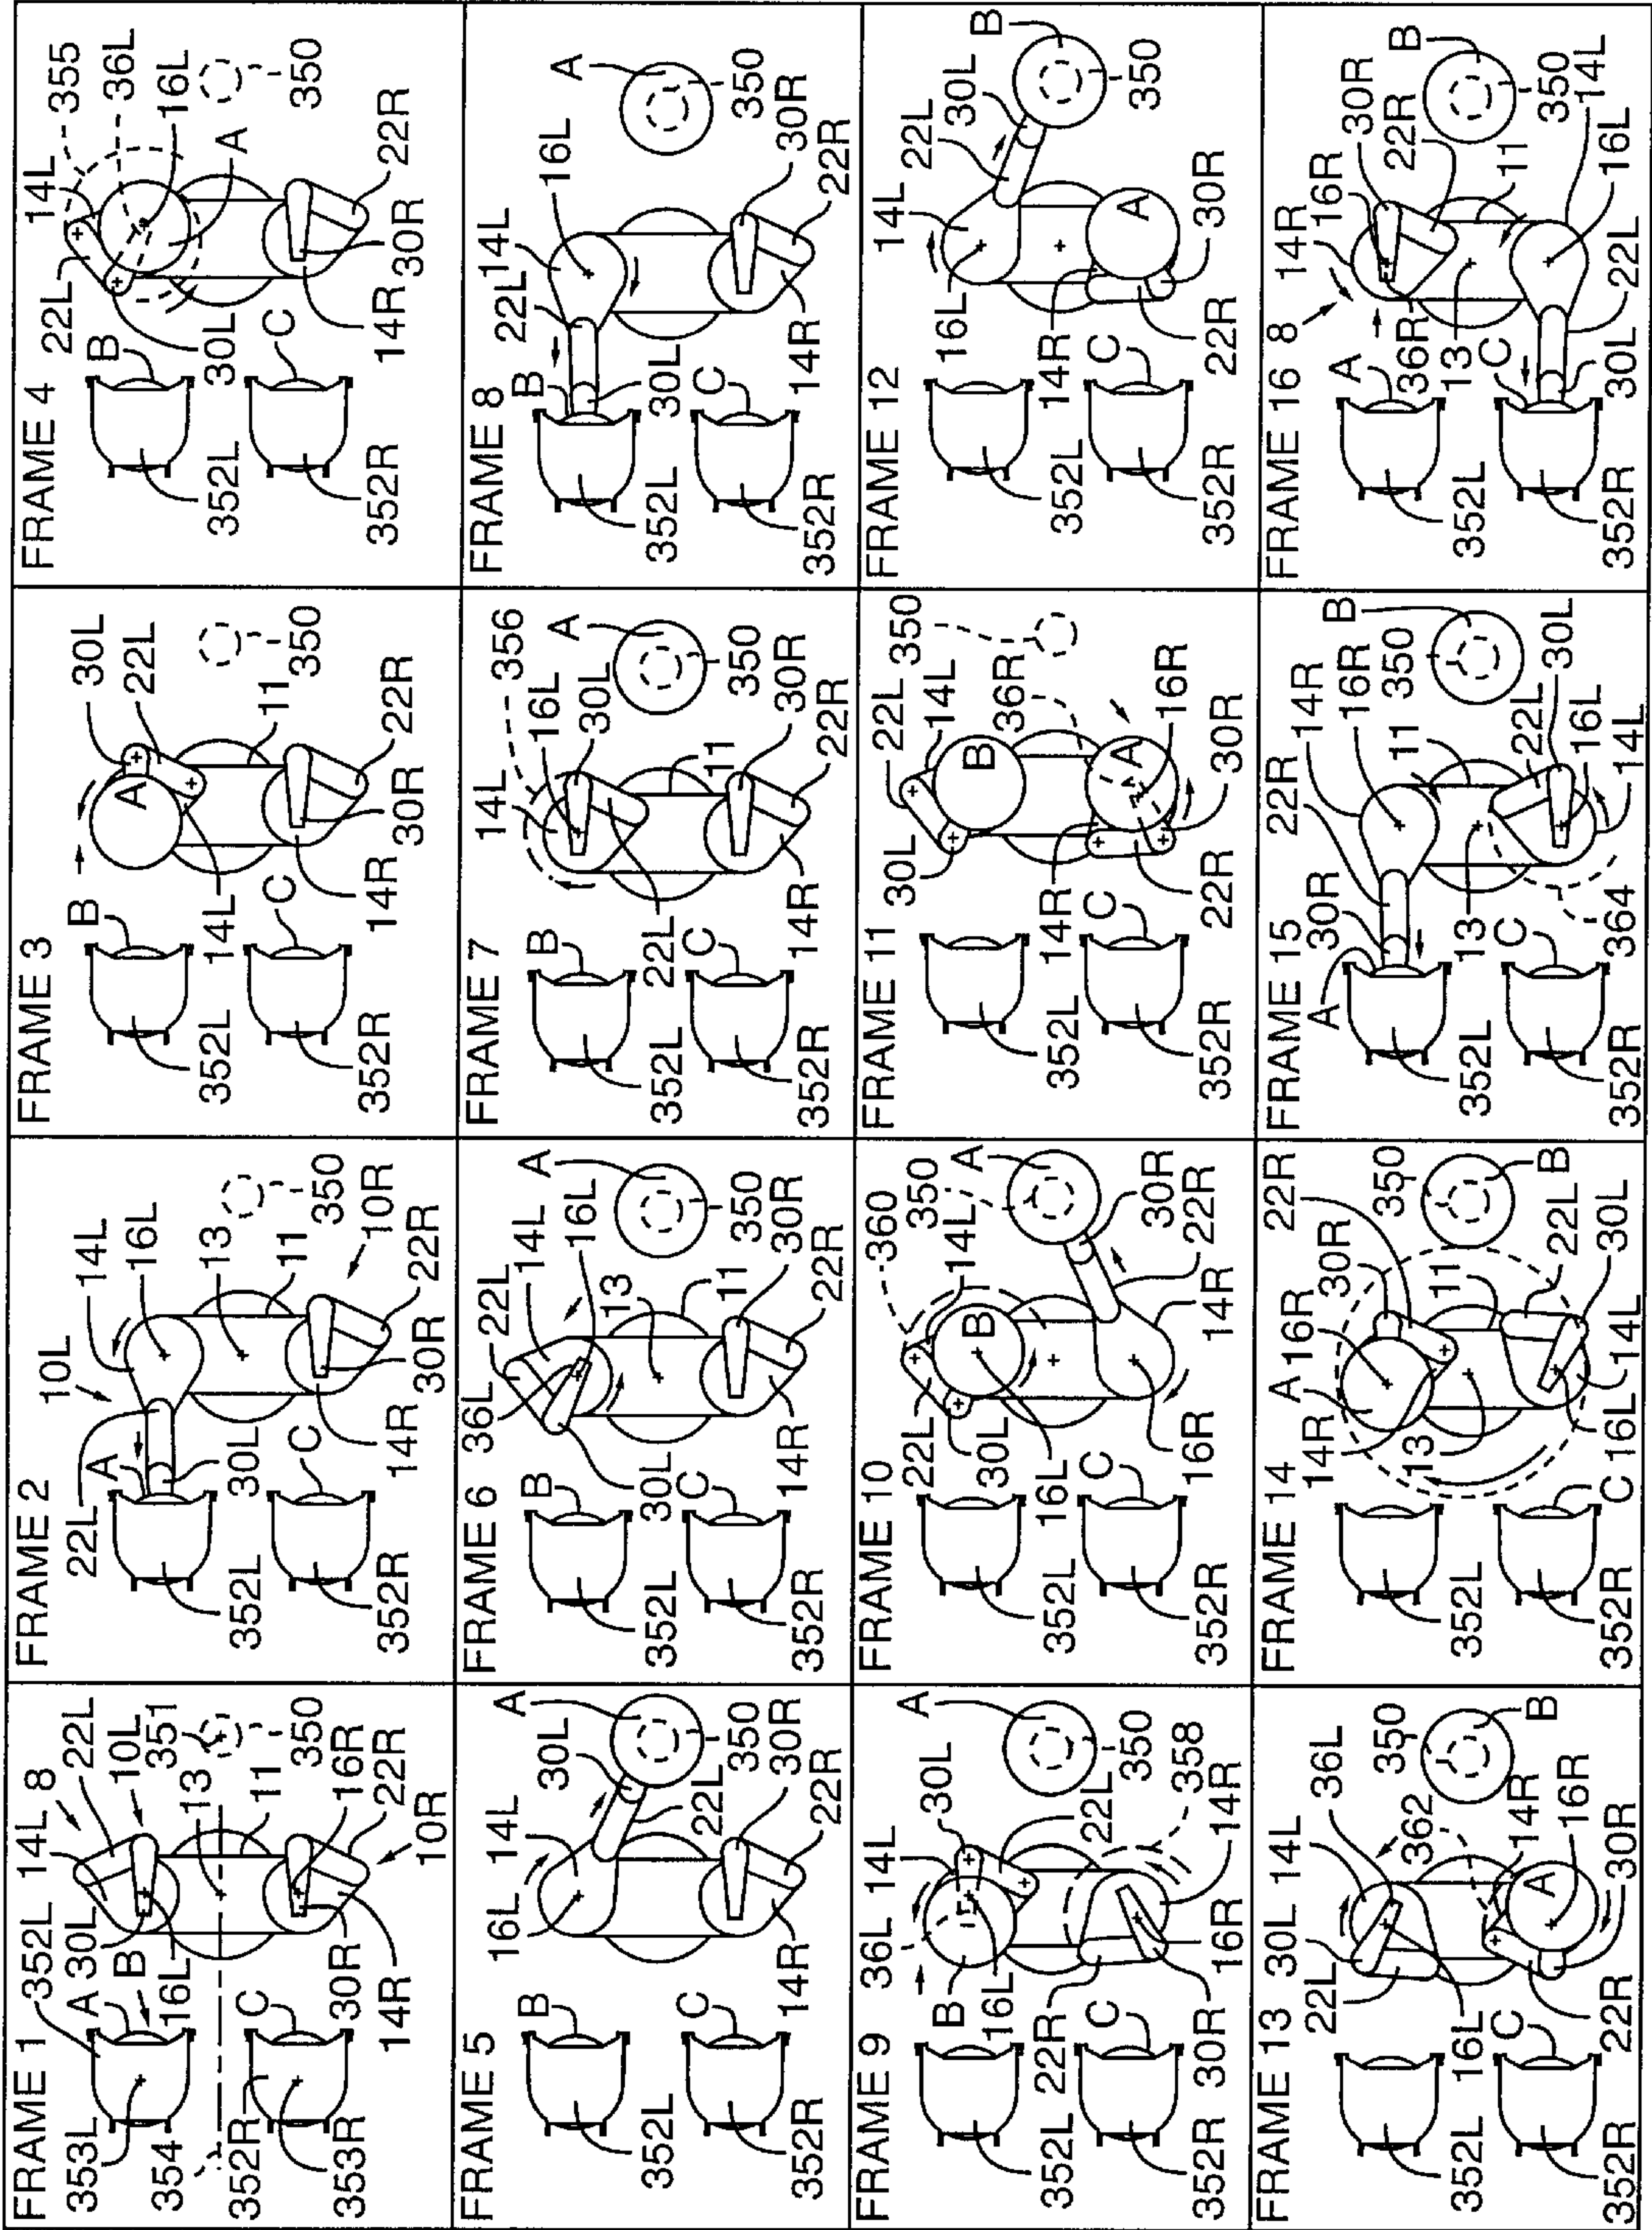 FRAME 1
352L
14L
8
A
30L
22L
353L
B
10L
351
354
16L
13
352R
C
11
350
16R
353R
30R
22R
14R
10R
FRAME 2
10L
14L
22L
A
16L
352L
30L
13
C
11
350
352R
14R
10R
30R
22R
FRAME 3
B
30L
A
22L
352L
14L
C
11
350
352R
14R
30R
22R
FRAME 4
22L
14L
355
B
36L
352L
30L
16L
C
A
350
352R
14R
30R
22R
FRAME 5
16L
14L
30L
A
B
352L
22L
C
350
30R
352R
14R
22R
FRAME 6
36L
22L
14L
A
B
16L
30L
13
352L
C
11
350
30R
352R
14R
22R
FRAME 7
14L
356
B
16L
30L
A
352L
22L
C
11
350
30R
352R
14R
22R
FRAME 8
B
22L
14L
16L
A
352L
30L
C
350
30R
352R
14R
22R
FRAME 9
36L
14L
30L
A
B
16L
22L
352L
22R
C
350
358
352R
30R
16R
14R
FRAME 10
360
22L
14L
350
A
30L
B
352L
16L
C
30R
22R
352R
16R
14R
FRAME 11
30L
22L
14L
350
B
36R
352L
14R
C
A
16R
352R
22R
30R
FRAME 12
16L
14L
22L
30L
B
352L
14R
C
A
350
352R
22R
30R
FRAME 13
30L
14L
36L
22L
362
350
352L
16L
C
14R
B
A
16R
352R
22R
30R
FRAME 14
A
16R
30R
22R
14R
350
13
11
352L
B
22L
C
16L
14L
30L
352R
FRAME 15
A
30R
22R
14R
16R
B
350
352L
13
11
C
22L
30L
16L
352R
364
14L
FRAME 16
8
14R
16R
30R
B
A
36R
22R
352L
13
11
350
C
14L
16L
352R
30L
22L